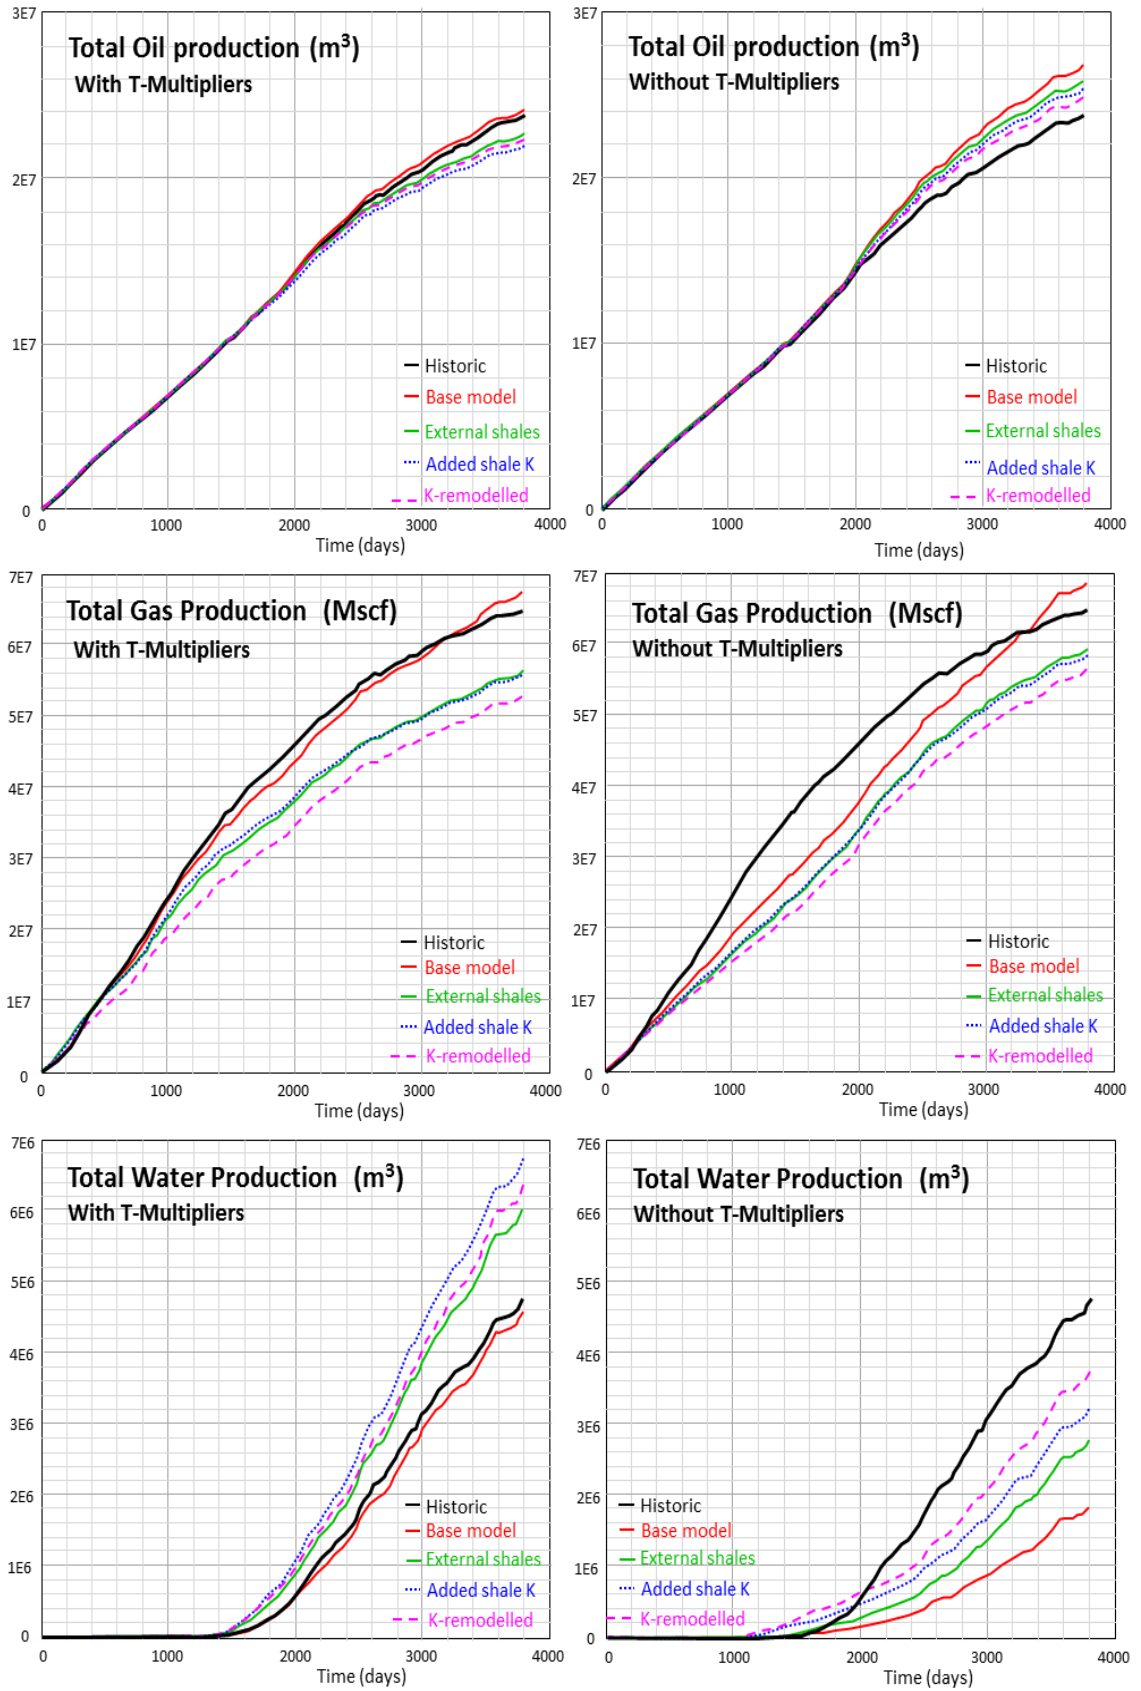 3E7
Total Oil production (m³)
With T-Multipliers
2E7
1E7
Historic
Base model
External shales
Added shale K
K-remodelled
0
0 1000 2000 3000 4000
Time (days)
3E7
Total Oil production (m³)
Without T-Multipliers
2E7
1E7
Historic
Base model
External shales
Added shale K
K-remodelled
0
0 1000 2000 3000 4000
Time (days)
7E7
Total Gas Production (Mscf)
With T-Multipliers
6E7
5E7
4E7
3E7
2E7
Historic
Base model
1E7
External shales
Added shale K
K-remodelled
0
0 1000 2000 3000 4000
Time (days)
7E7
Total Gas Production (Mscf)
Without T-Multipliers
6E7
5E7
4E7
3E7
2E7
Historic
Base model
1E7
External shales
Added shale K
K-remodelled
0
0 1000 2000 3000 4000
Time (days)
7E6
Total Water Production (m³)
With T-Multipliers
6E6
5E6
4E6
3E6
2E6
Historic
Base model
1E6
External shales
Added shale K
K-remodelled
0
0 1000 2000 3000 4000
Time (days)
7E6
Total Water Production (m³)
Without T-Multipliers
6E6
5E6
4E6
3E6
2E6
Historic
Base model
1E6
External shales
Added shale K
K-remodelled
0
0 1000 2000 3000 4000
Time (days)